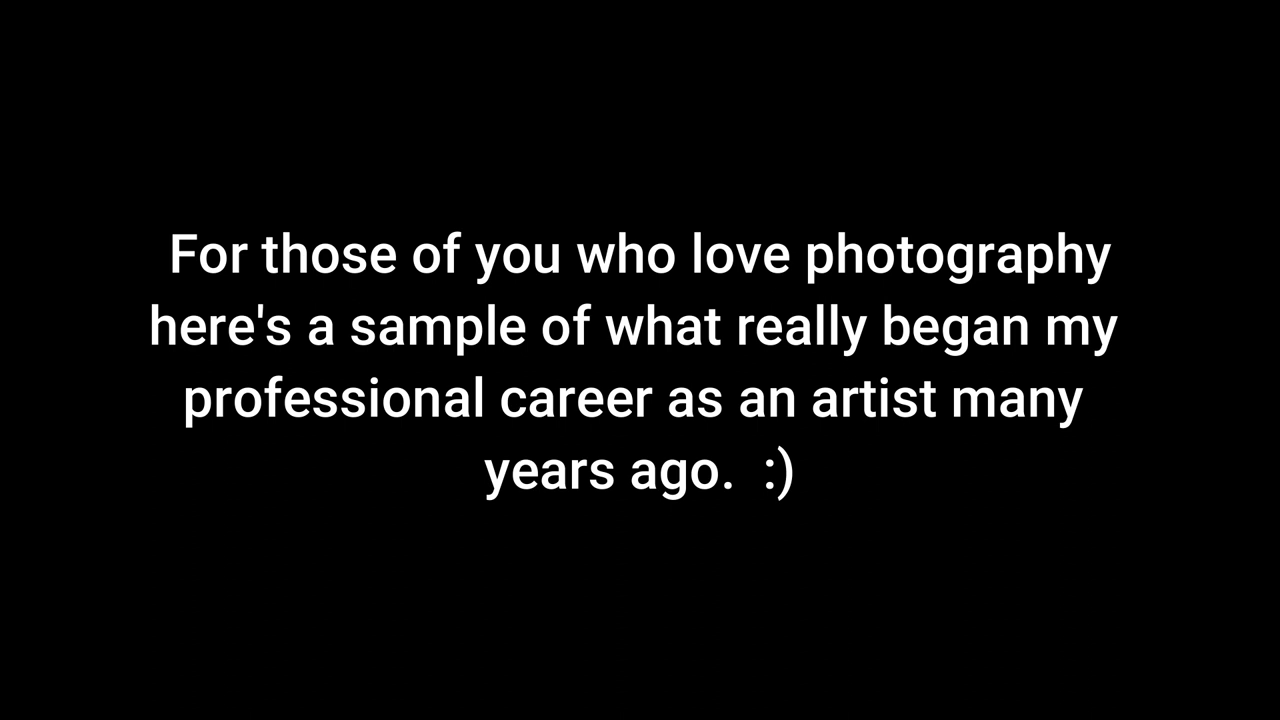 For those of you who love photography
here's a sample of what really began my
professional career as an artist many
years ago.  :)